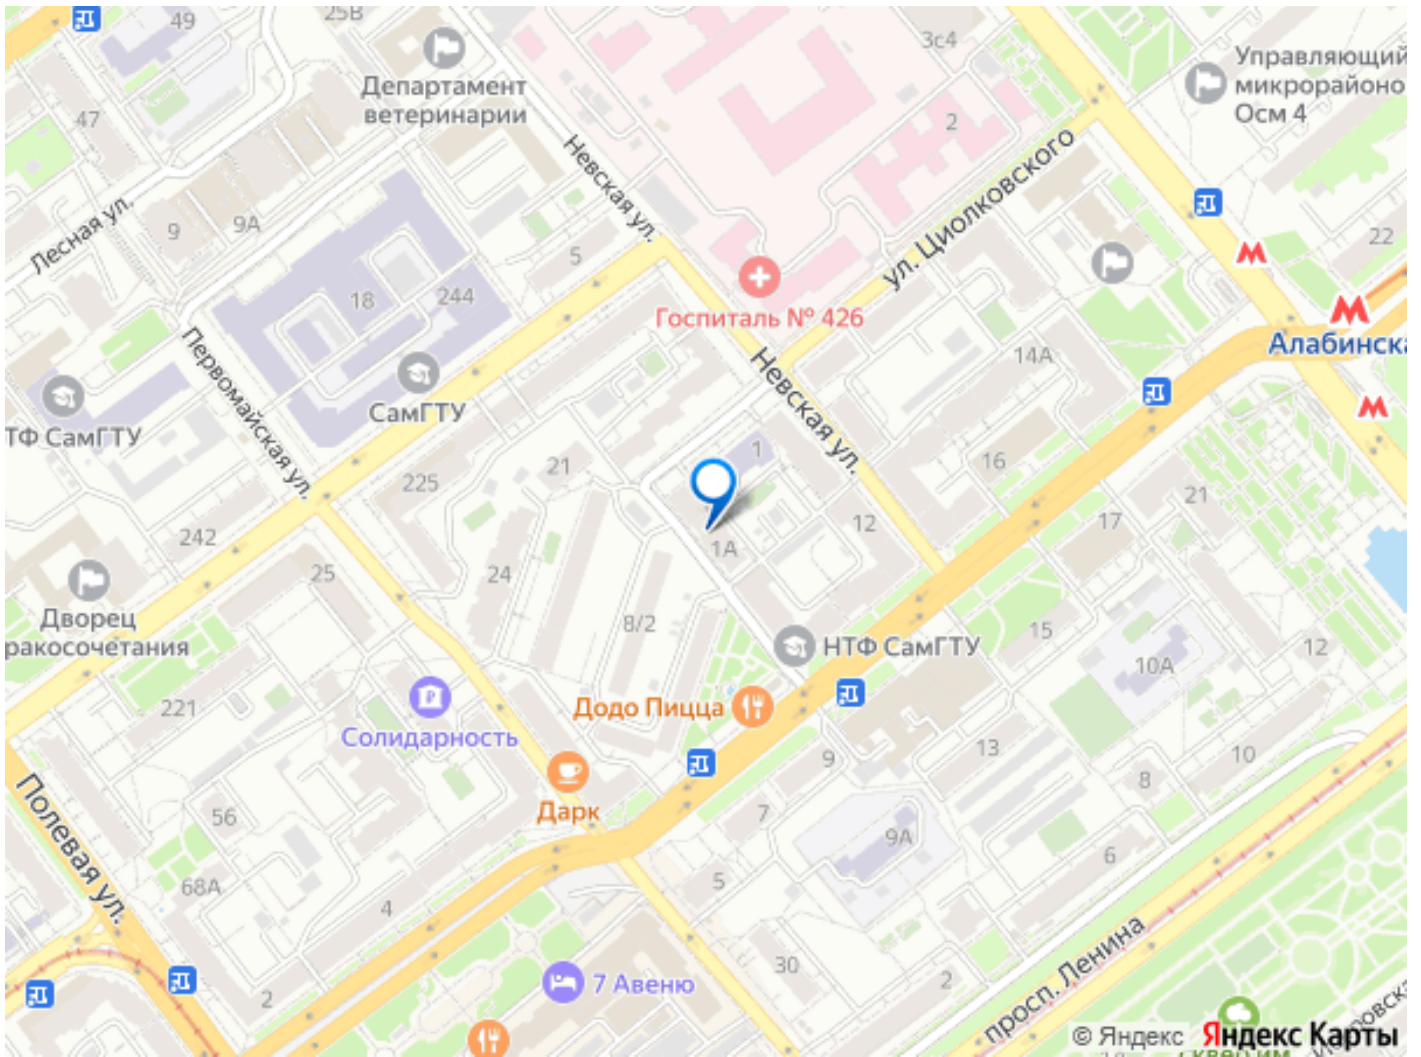 49
25В
3с4
Департамент
ветеринарии
Управляющий
микрорайоно
Осм 4
47
2
Невская ул.
ул. Циолковского
Лесная ул.
9
9А
5
22
18
244
Госпиталь № 426
Алабинска
14А
Первомайская ул.
СамГТУ
Невская ул.
ТФ СамГТУ
1
16
21
225
21
12
17
242
1А
25
24
Дворец
ракосочетания
8/2
15
НТФ СамГТУ
12
10А
221
Додо Пицца
Солидарность
13
10
9
8
Полевая ул.
Дарк
56
7
9А
6
68А
5
4
просп. Ленина
30
2
7 Авеню
2
© Яндекс Яндекс Карты